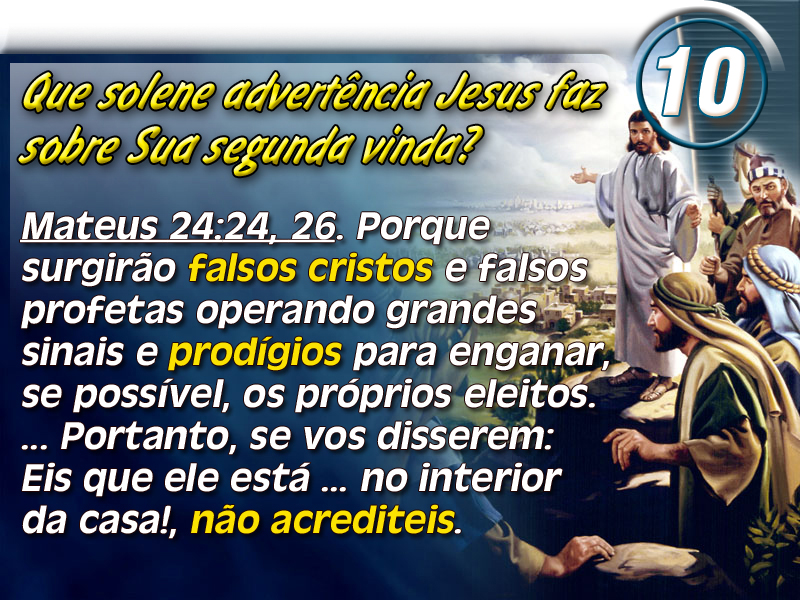 10
Que solene advertência Jesus faz
sobre Sua segunda vinda?
Mateus 24:24, 26. Porque
surgirão falsos cristos e falsos
profetas operando grandes
sinais e prodígios para enganar,
se possível, os próprios eleitos.
... Portanto, se vos disserem:
Eis que ele está ... no interior
da casa!, não acrediteis.